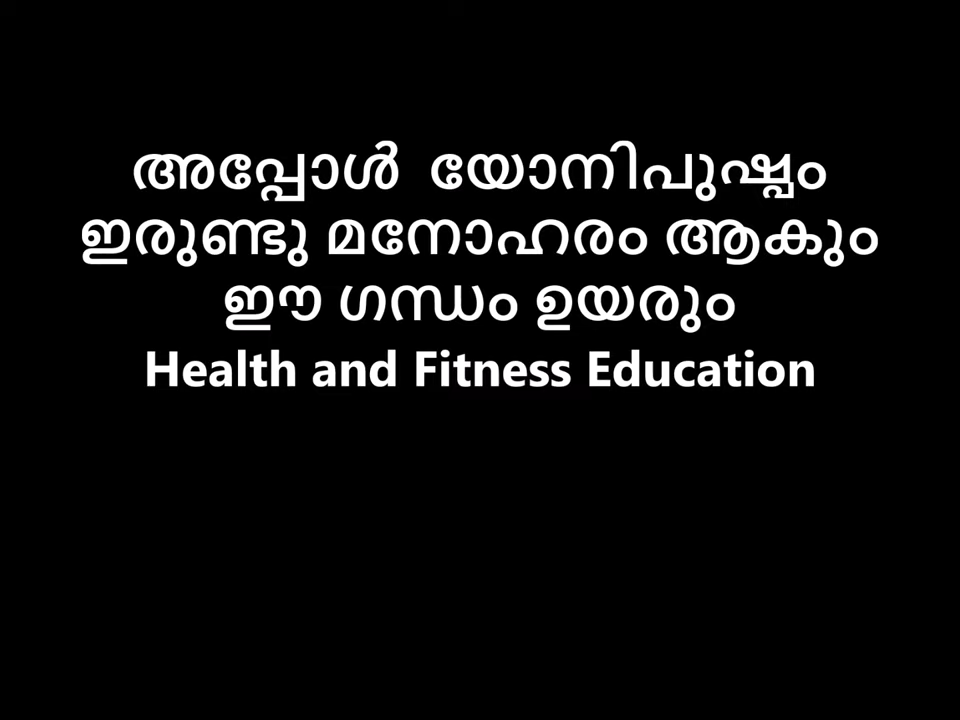 അപ്പോൾ യോനിപുഷ്പം
ഇരുണ്ടു മനോഹരം ആകും
ഈ ഗന്ധം ഉയരും
Health and Fitness Education